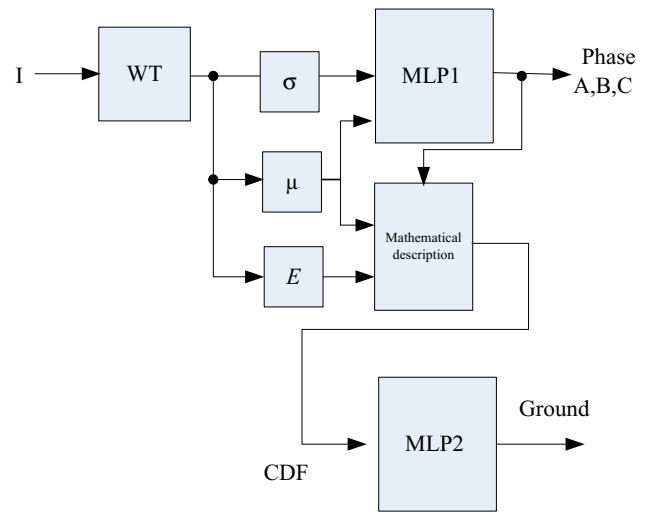 I
WT
σ
MLP1
Phase
A,B,C
μ
Mathematical
description
E
Ground
MLP2
CDF